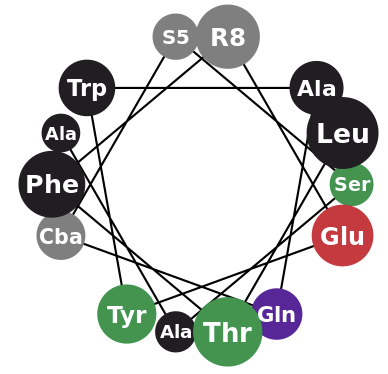 S5
R8
Trp
Ala
Ala
Leu
Phe
Ser
Cba
Glu
Tyr
Ala
Thr
Gln